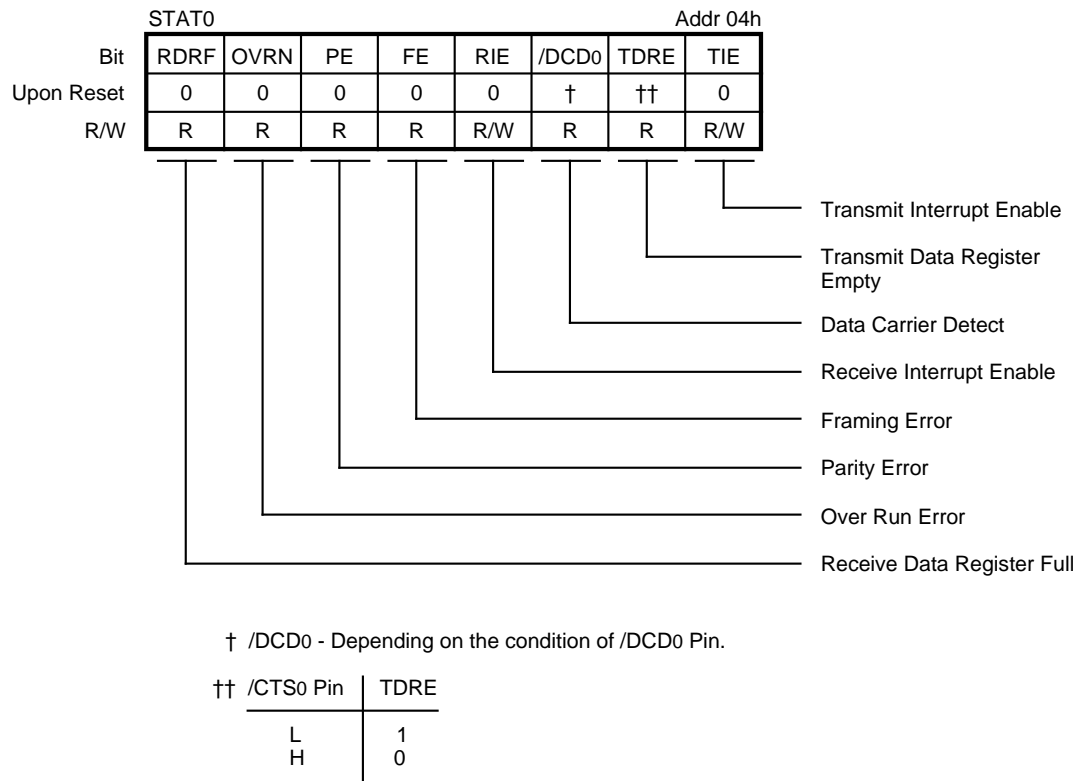 STAT0 Addr 04h
Bit RDRF OVRN PE FE RIE /DCD0 TDRE TIE
Upon Reset 0 0 0 0 0 † †† 0
R/W R R R R R/W R R R/W
Transmit Interrupt Enable
Transmit Data Register
Empty
Data Carrier Detect
Receive Interrupt Enable
Framing Error
Parity Error
Over Run Error
Receive Data Register Full
† /DCD0 - Depending on the condition of /DCD0 Pin.
†† /CTS0 Pin TDRE
L 1
H 0